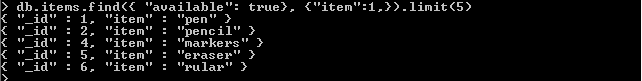 > db.items.find({ "available": true}, {"item":1,}).limit(5)
{ "_id" : 1, "item" : "pen" }
{ "_id" : 2, "item" : "pencil" }
{ "_id" : 4, "item" : "markers" }
{ "_id" : 5, "item" : "eraser" }
{ "_id" : 6, "item" : "rular" }
>